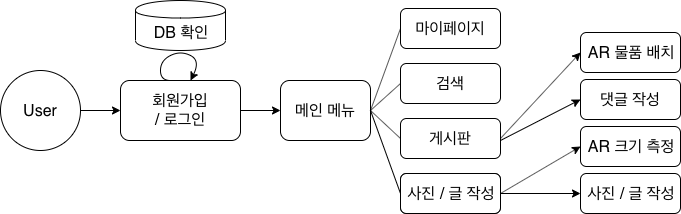 DB 확인
User
회원가입
/ 로그인
메인 메뉴
마이페이지
검색
게시판
사진 / 글 작성
AR 물품 배치
댓글 작성
AR 크기 측정
사진 / 글 작성